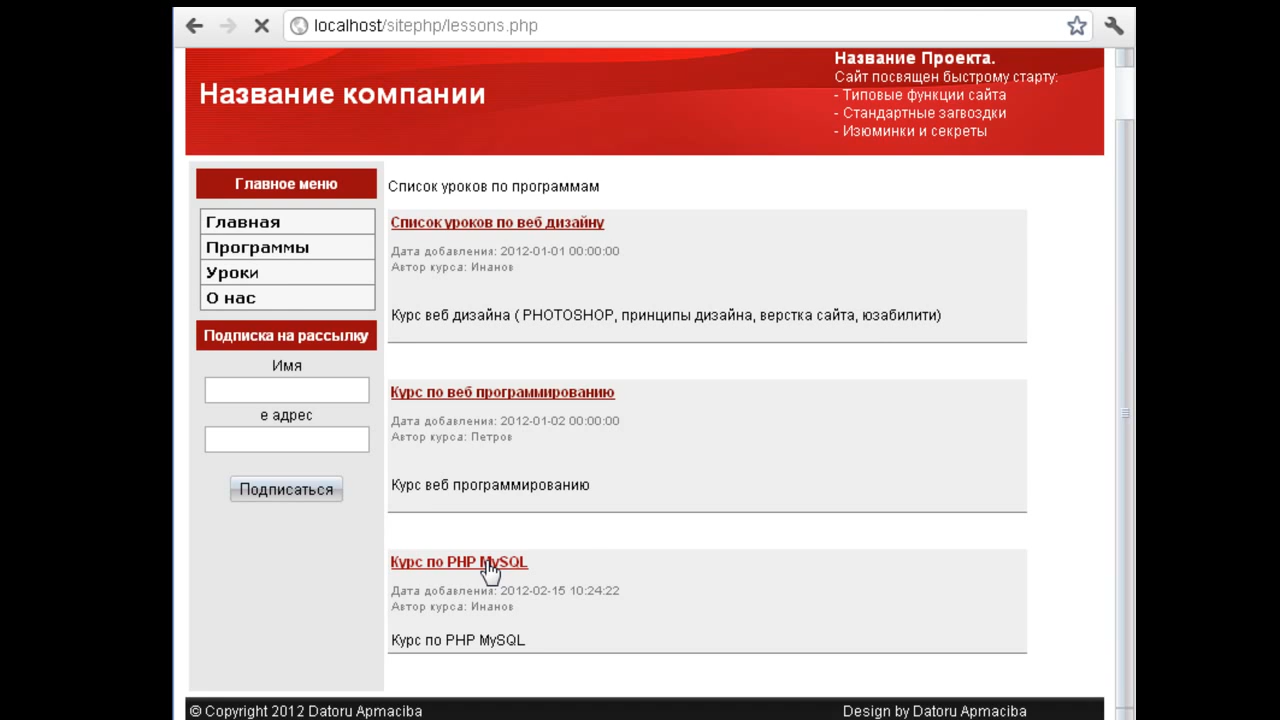 localhost/sitephp/lessons.php
Название компании
Название Проекта.
Сайт посвящен быстрому старту:
- Типовые функции сайта
- Стандартные загвоздки
- Изюминки и секреты
Главное меню
Главная
Программы
Уроки
О нас
Подписка на рассылку
Имя
е адрес
Подписаться
Список уроков по программам
Список уроков по веб дизайну
Дата добавления: 2012-01-01 00:00:00
Автор курса: Инанов
Курс веб дизайна ( PHOTOSHOP, принципы дизайна, верстка сайта, юзабилити)
Курс по веб программированию
Дата добавления: 2012-01-02 00:00:00
Автор курса: Петров
Курс веб программированию
Курс по PHP MySQL
Дата добавления: 2012-02-15 10:24:22
Автор курса: Инанов
Курс по PHP MySQL
© Copyright 2012 Datoru Apmaciba
Design by Datoru Apmaciba